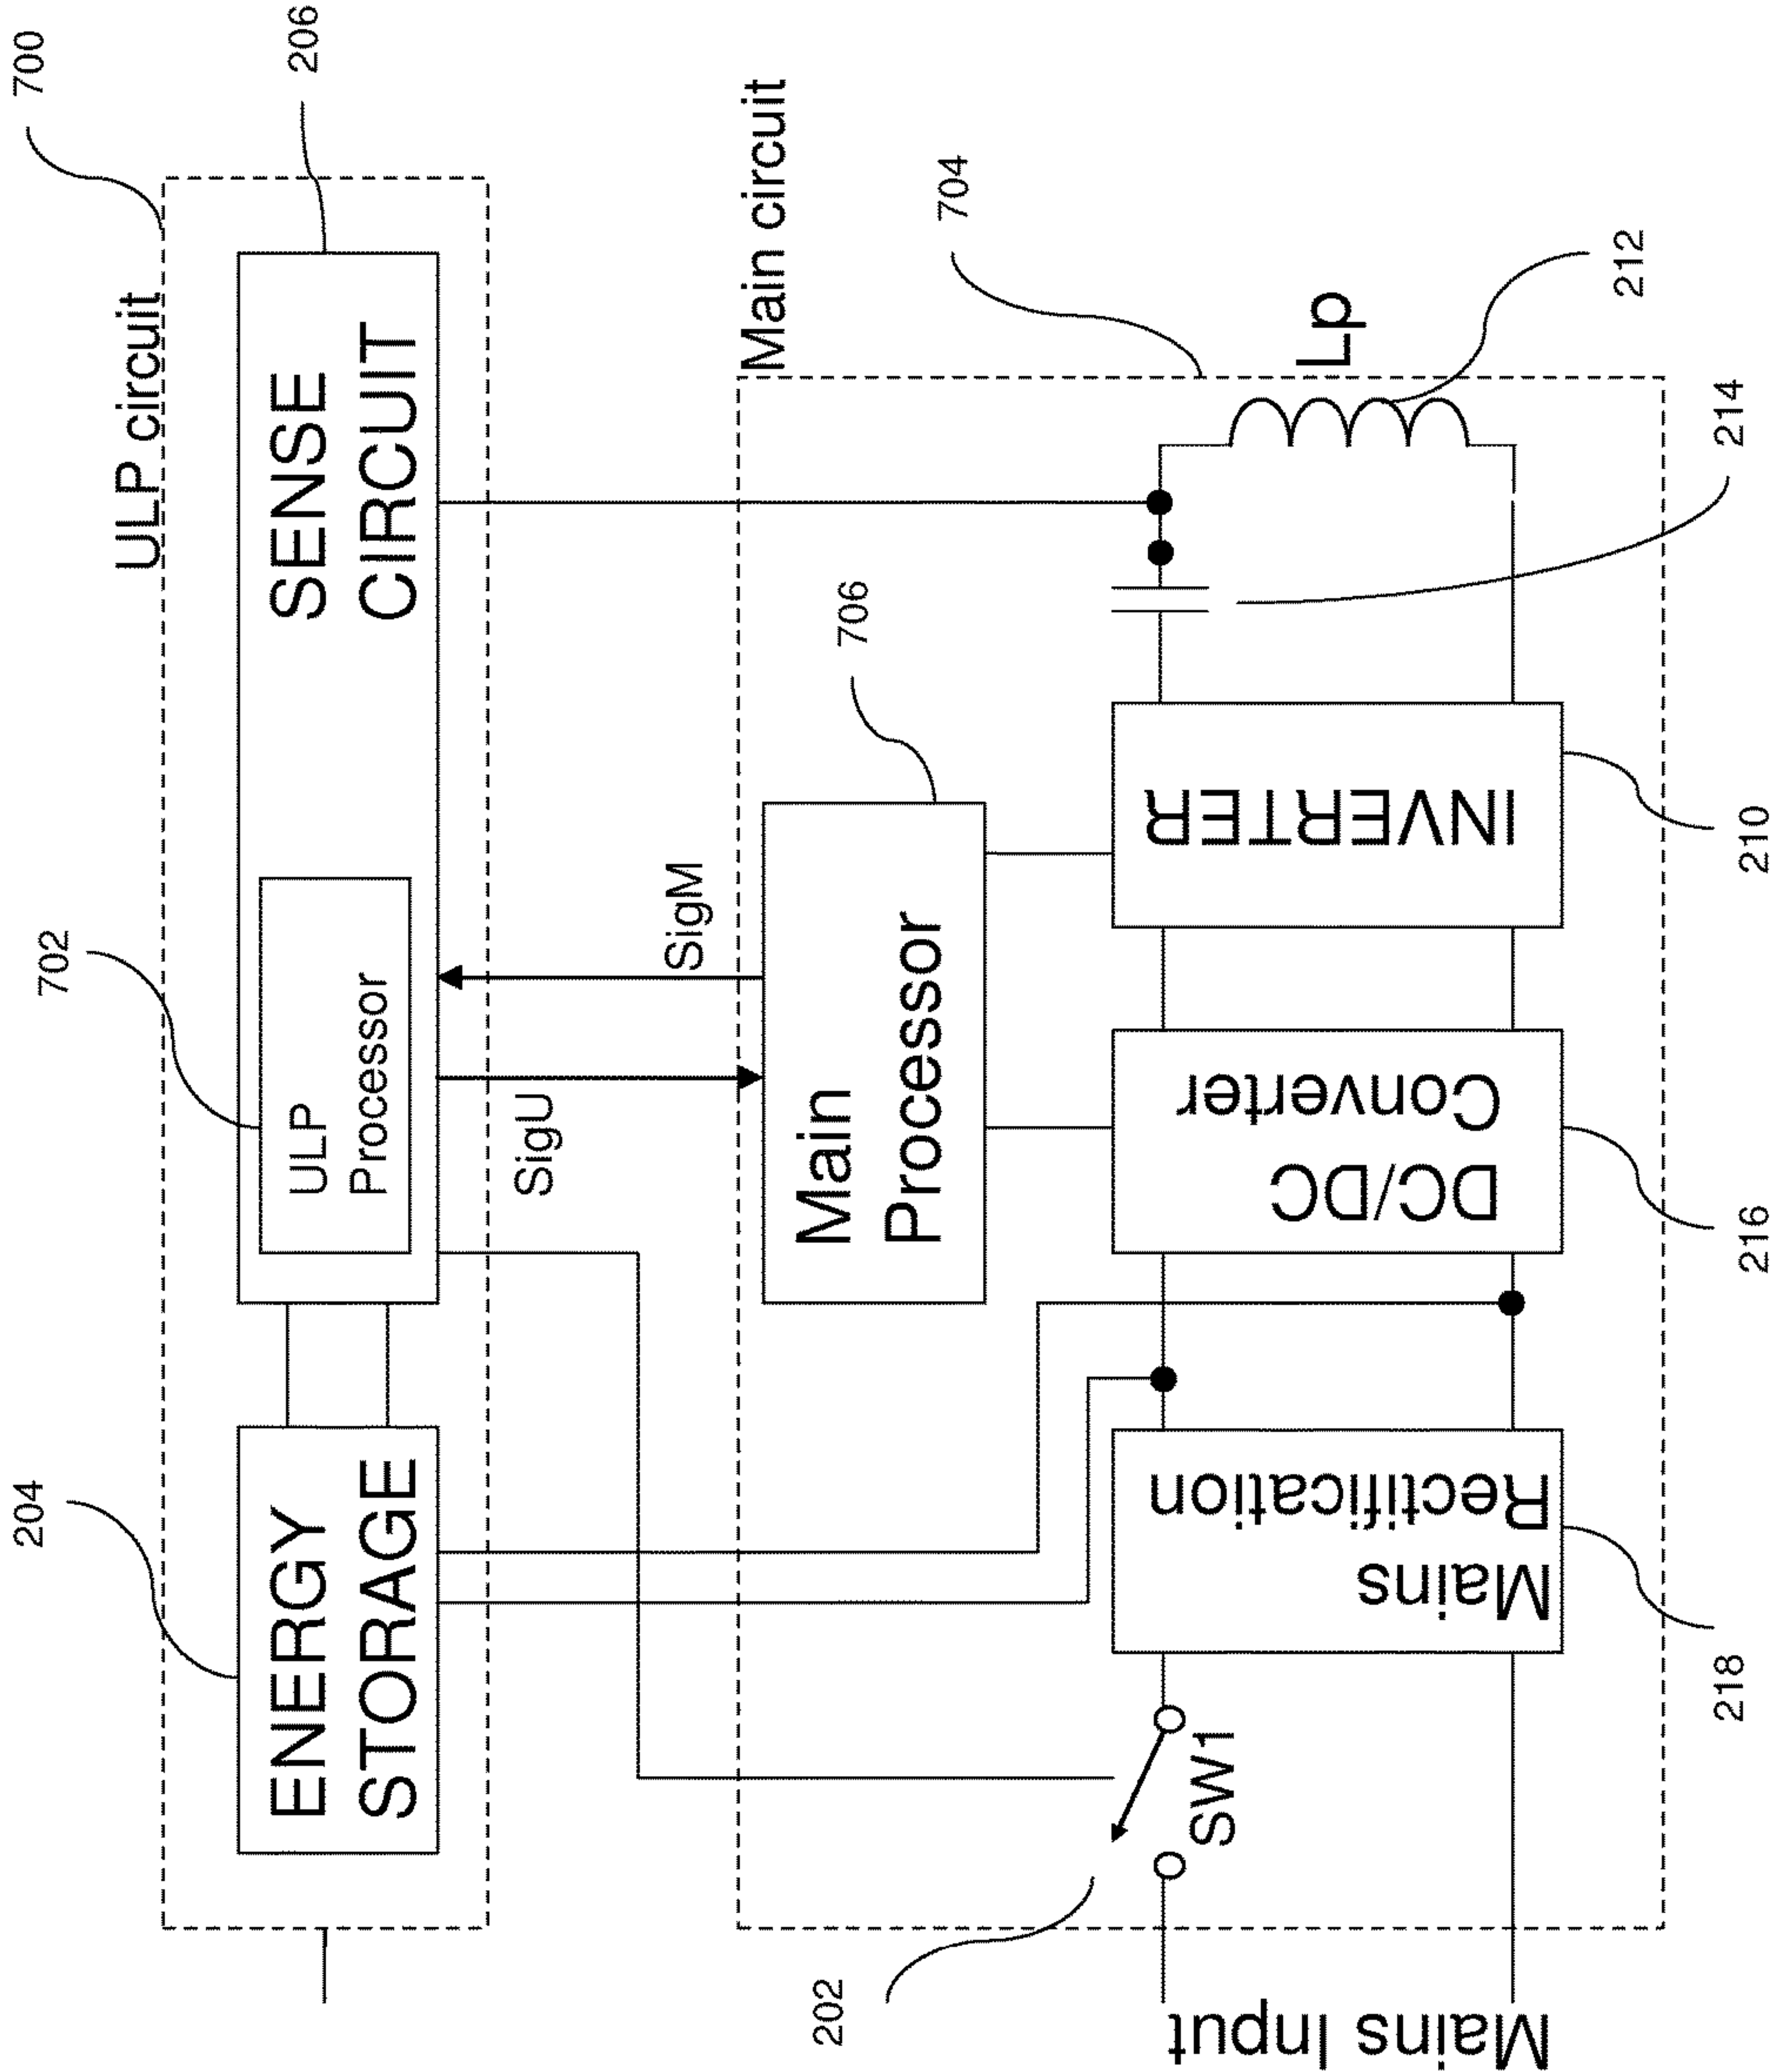 700
ULP circuit
206
SENSE
CIRCUIT
702
ULP
Processor
204
ENERGY
STORAGE
SigU
SigM
Main circuit
704
706
Main
Processor
Lp
212
214
INVERTER
210
DC/DC
Converter
216
Mains
Rectification
218
SW1
202
Mains Input